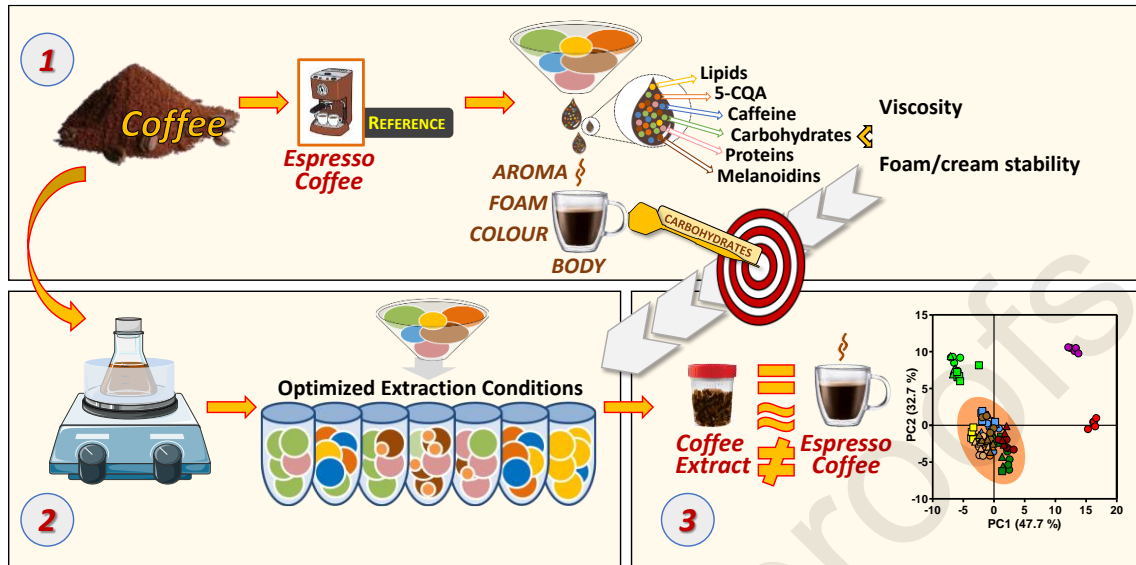 1
Coffee
REFERENCE
Espresso
Coffee
Lipids
5-CQA
Caffeine
Carbohydrates
Proteins
Melanoidins
Viscosity
Foam/cream stability
AROMA
FOAM
COLOUR
BODY
CARBOHYDRATES
2
Optimized Extraction Conditions
3
Coffee
Extract
Espresso
Coffee
PC2 (32.7 %)
15
10
5
0
-5
-10
-10
-5
0
5
10
15
20
PC1 (47.7 %)
roofs